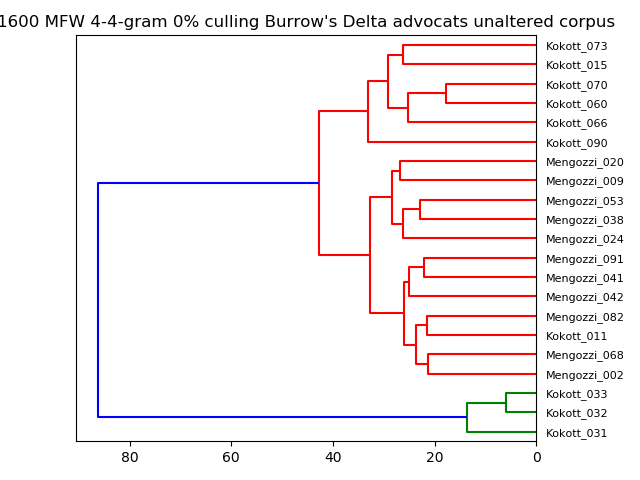 1600 MFW 4-4-gram 0% culling Burrow's Delta advocats unaltered corpus
Kokott_073
Kokott_015
Kokott_070
Kokott_060
Kokott_066
Kokott_090
Mengozzi_020
Mengozzi_009
Mengozzi_053
Mengozzi_038
Mengozzi_024
Mengozzi_091
Mengozzi_041
Mengozzi_042
Mengozzi_082
Kokott_011
Mengozzi_068
Mengozzi_002
Kokott_033
Kokott_032
Kokott_031
80 60 40 20 0